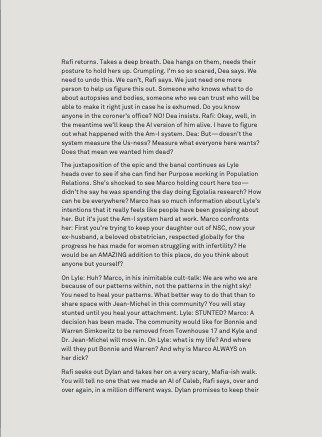 Rafi returns. Takes a deep breath. Dea hangs on them, needs their
posture to hold hers up. Crumpling. I'm so so scared, Dea says. We
need to undo this. We can't, Rafi says. We just need one more
person to help us figure this out. Someone who knows what to do
about autopsies and bodies, someone who we can trust who will be
able to make it right just in case he is exhumed. Do you know
anyone in the coroner's office? NO! Dea insists. Rafi: Okay, well, in
the meantime we'll keep the AI version of him alive. I have to figure
out what happened with the Am-I system. Dea: But—doesn't the
system measure the Us-ness? Measure what everyone here wants?
Does that mean we wanted him dead?
The juxtaposition of the epic and the banal continues as Lyle
heads over to see if she can find her Purpose working in Population
Relations. She's shocked to see Marco holding court here too—
didn't he say he was spending the day doing Egolalia research? How
can he be everywhere? Marco has so much information about Lyle's
intentions that it really feels like people have been gossiping about
her. But it's just the Am-I system hard at work. Marco confronts
her: First you're trying to keep your daughter out of NSC, now your
ex-husband, a beloved obstetrician, respected globally for the
progress he has made for women struggling with infertility? He
would be an AMAZING addition to this place, do you think about
anyone but yourself?
On Lyle: Huh? Marco, in his inimitable cult-talk: We are who we are
because of our patterns within, not the patterns in the night sky!
You need to heal your patterns. What better way to do that than to
share space with Jean-Michel in this community? You will stay
stunted until you heal your attachment. Lyle: STUNTED? Marco: A
decision has been made. The community would like for Bonnie and
Warren Simkowitz to be removed from Townhouse 17 and Kyle and
Dr. Jean-Michel will move in. On Lyle: what is my life? And where
will they put Bonnie and Warren? And why is Marco ALWAYS on
her dick?
Rafi seeks out Dylan and takes her on a very scary, Mafia-ish walk.
You will tell no one that we made an AI of Caleb, Rafi says, over and
over again, in a million different ways. Dylan promises to keep their